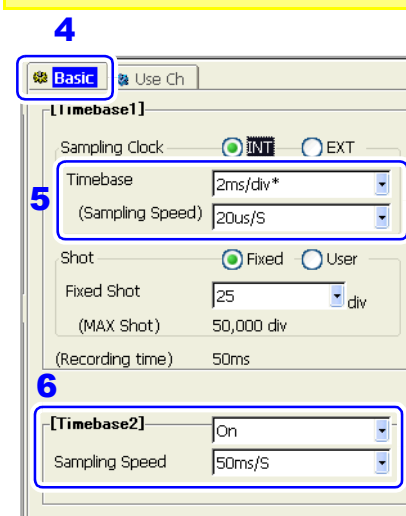 4
Basic Use Ch
[Timebase1]
Sampling Clock INT EXT
5
Timebase 2ms/div*
(Sampling Speed) 20us/S
Shot Fixed User
Fixed Shot 25 div
(MAX Shot) 50,000 div
(Recording time) 50ms
6
[Timebase2] On
Sampling Speed 50ms/S